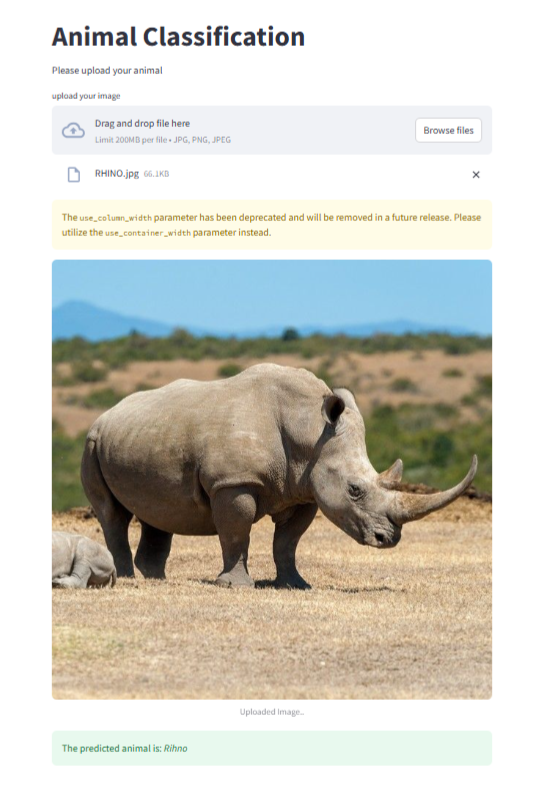 Animal Classification
Please upload your animal
upload your image
Drag and drop file here
Limit 200MB per file • JPG, PNG, JPEG
Browse files
RHINO.jpg 66.1KB
The use_column_width parameter has been deprecated and will be removed in a future release. Please
utilize the use_container_width parameter instead.
Uploaded Image..
The predicted animal is: Rihno